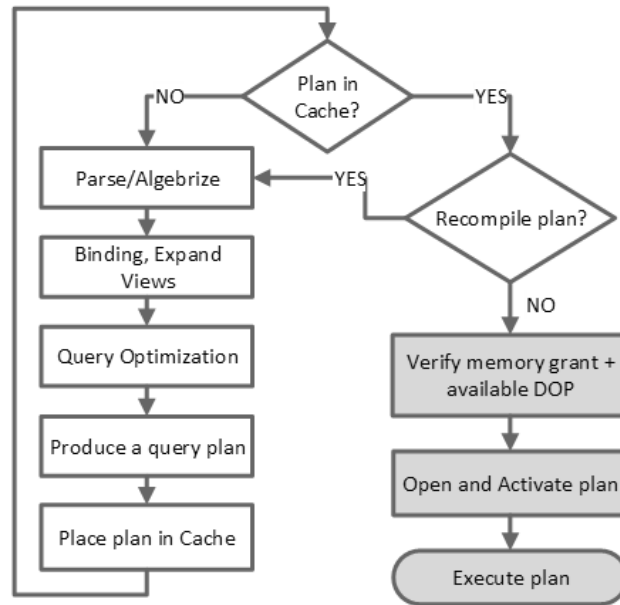 Plan in
Cache?
NO
YES
Parse/Algebrize
YES
Recompile plan?
Binding, Expand
Views
NO
Query Optimization
Verify memory grant +
available DOP
Produce a query plan
Open and Activate plan
Place plan in Cache
Execute plan